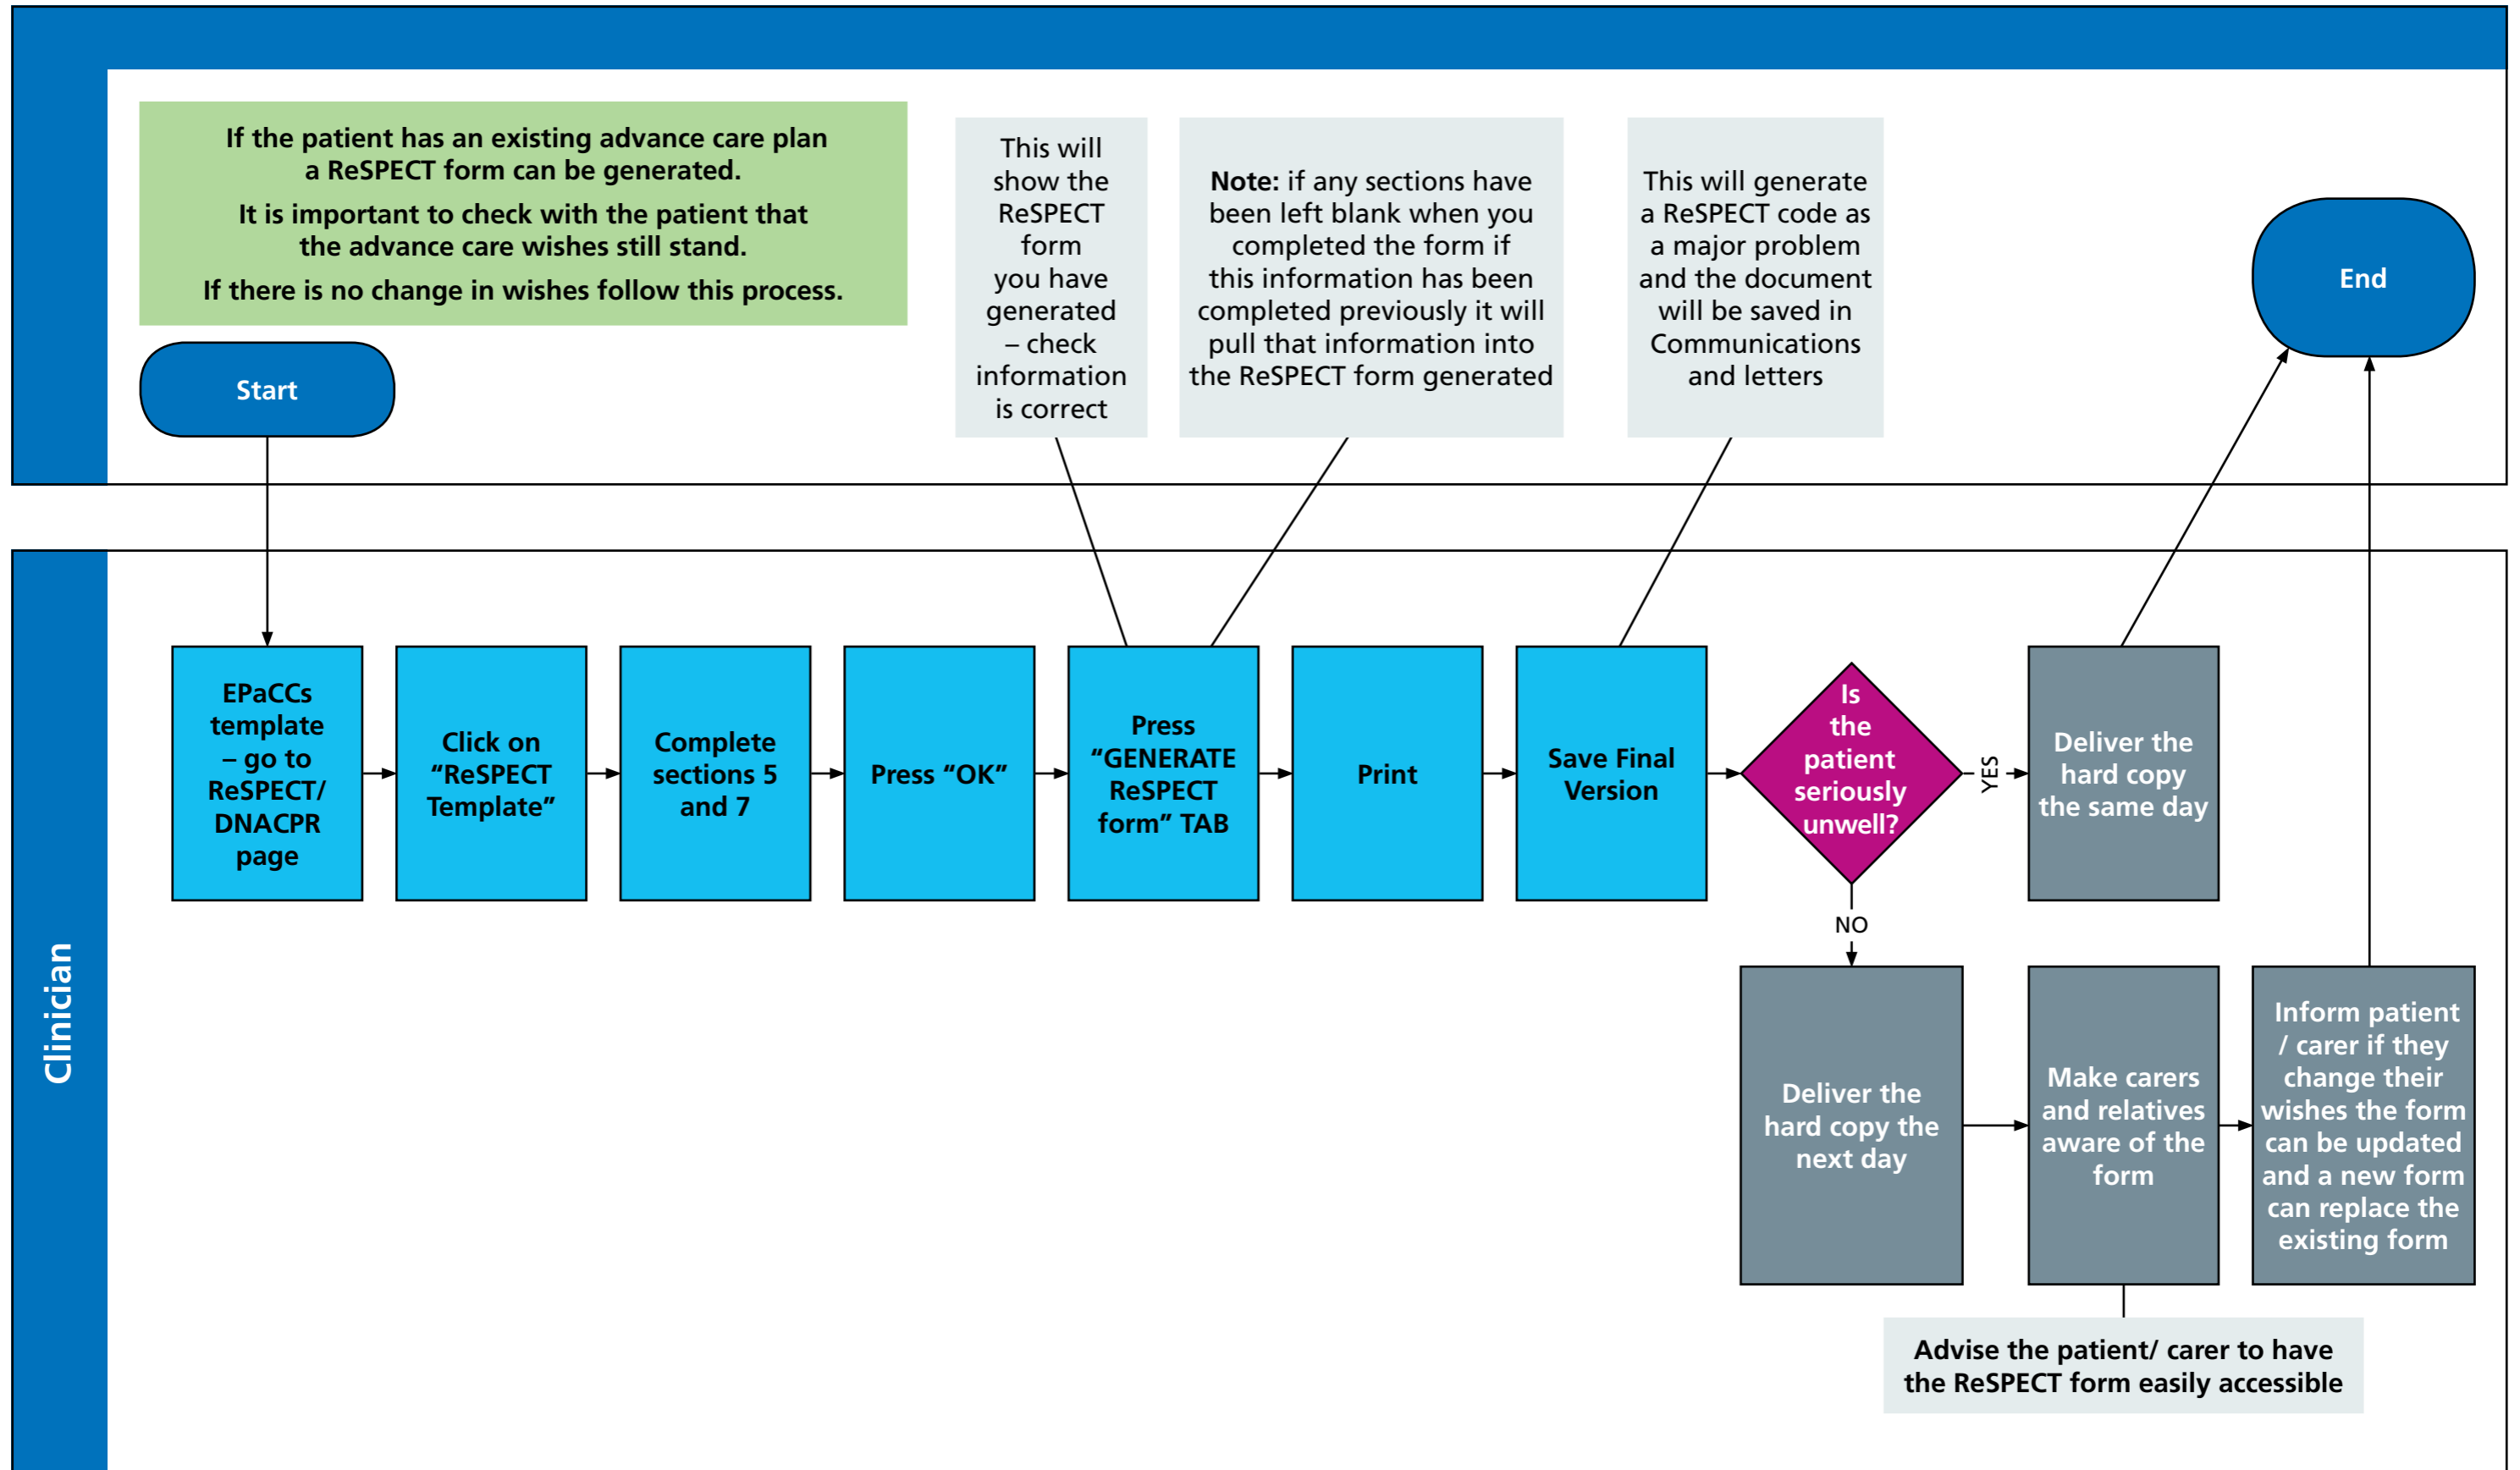 If the patient has an existing advance care plan
a ReSPECT form can be generated.
It is important to check with the patient that
the advance care wishes still stand.
If there is no change in wishes follow this process.
Start
This will
show the
ReSPECT
form
you have
generated
– check
information
is correct
Note: if any sections have
been left blank when you
completed the form if
this information has been
completed previously it will
pull that information into
the ReSPECT form generated
This will generate
a ReSPECT code as
a major problem
and the document
will be saved in
Communications
and letters
End
Clinician
EPaCCs
template
– go to
ReSPECT/
DNACPR
page
Click on
“ReSPECT
Template”
Complete
sections 5
and 7
Press “OK”
Press
“GENERATE
ReSPECT
form” TAB
Print
Save Final
Version
Is
the
patient
seriously
unwell?
YES
Deliver the
hard copy
the same day
NO
Deliver the
hard copy the
next day
Make carers
and relatives
aware of the
form
Inform patient
/ carer if they
change their
wishes the form
can be updated
and a new form
can replace the
existing form
Advise the patient/ carer to have
the ReSPECT form easily accessible